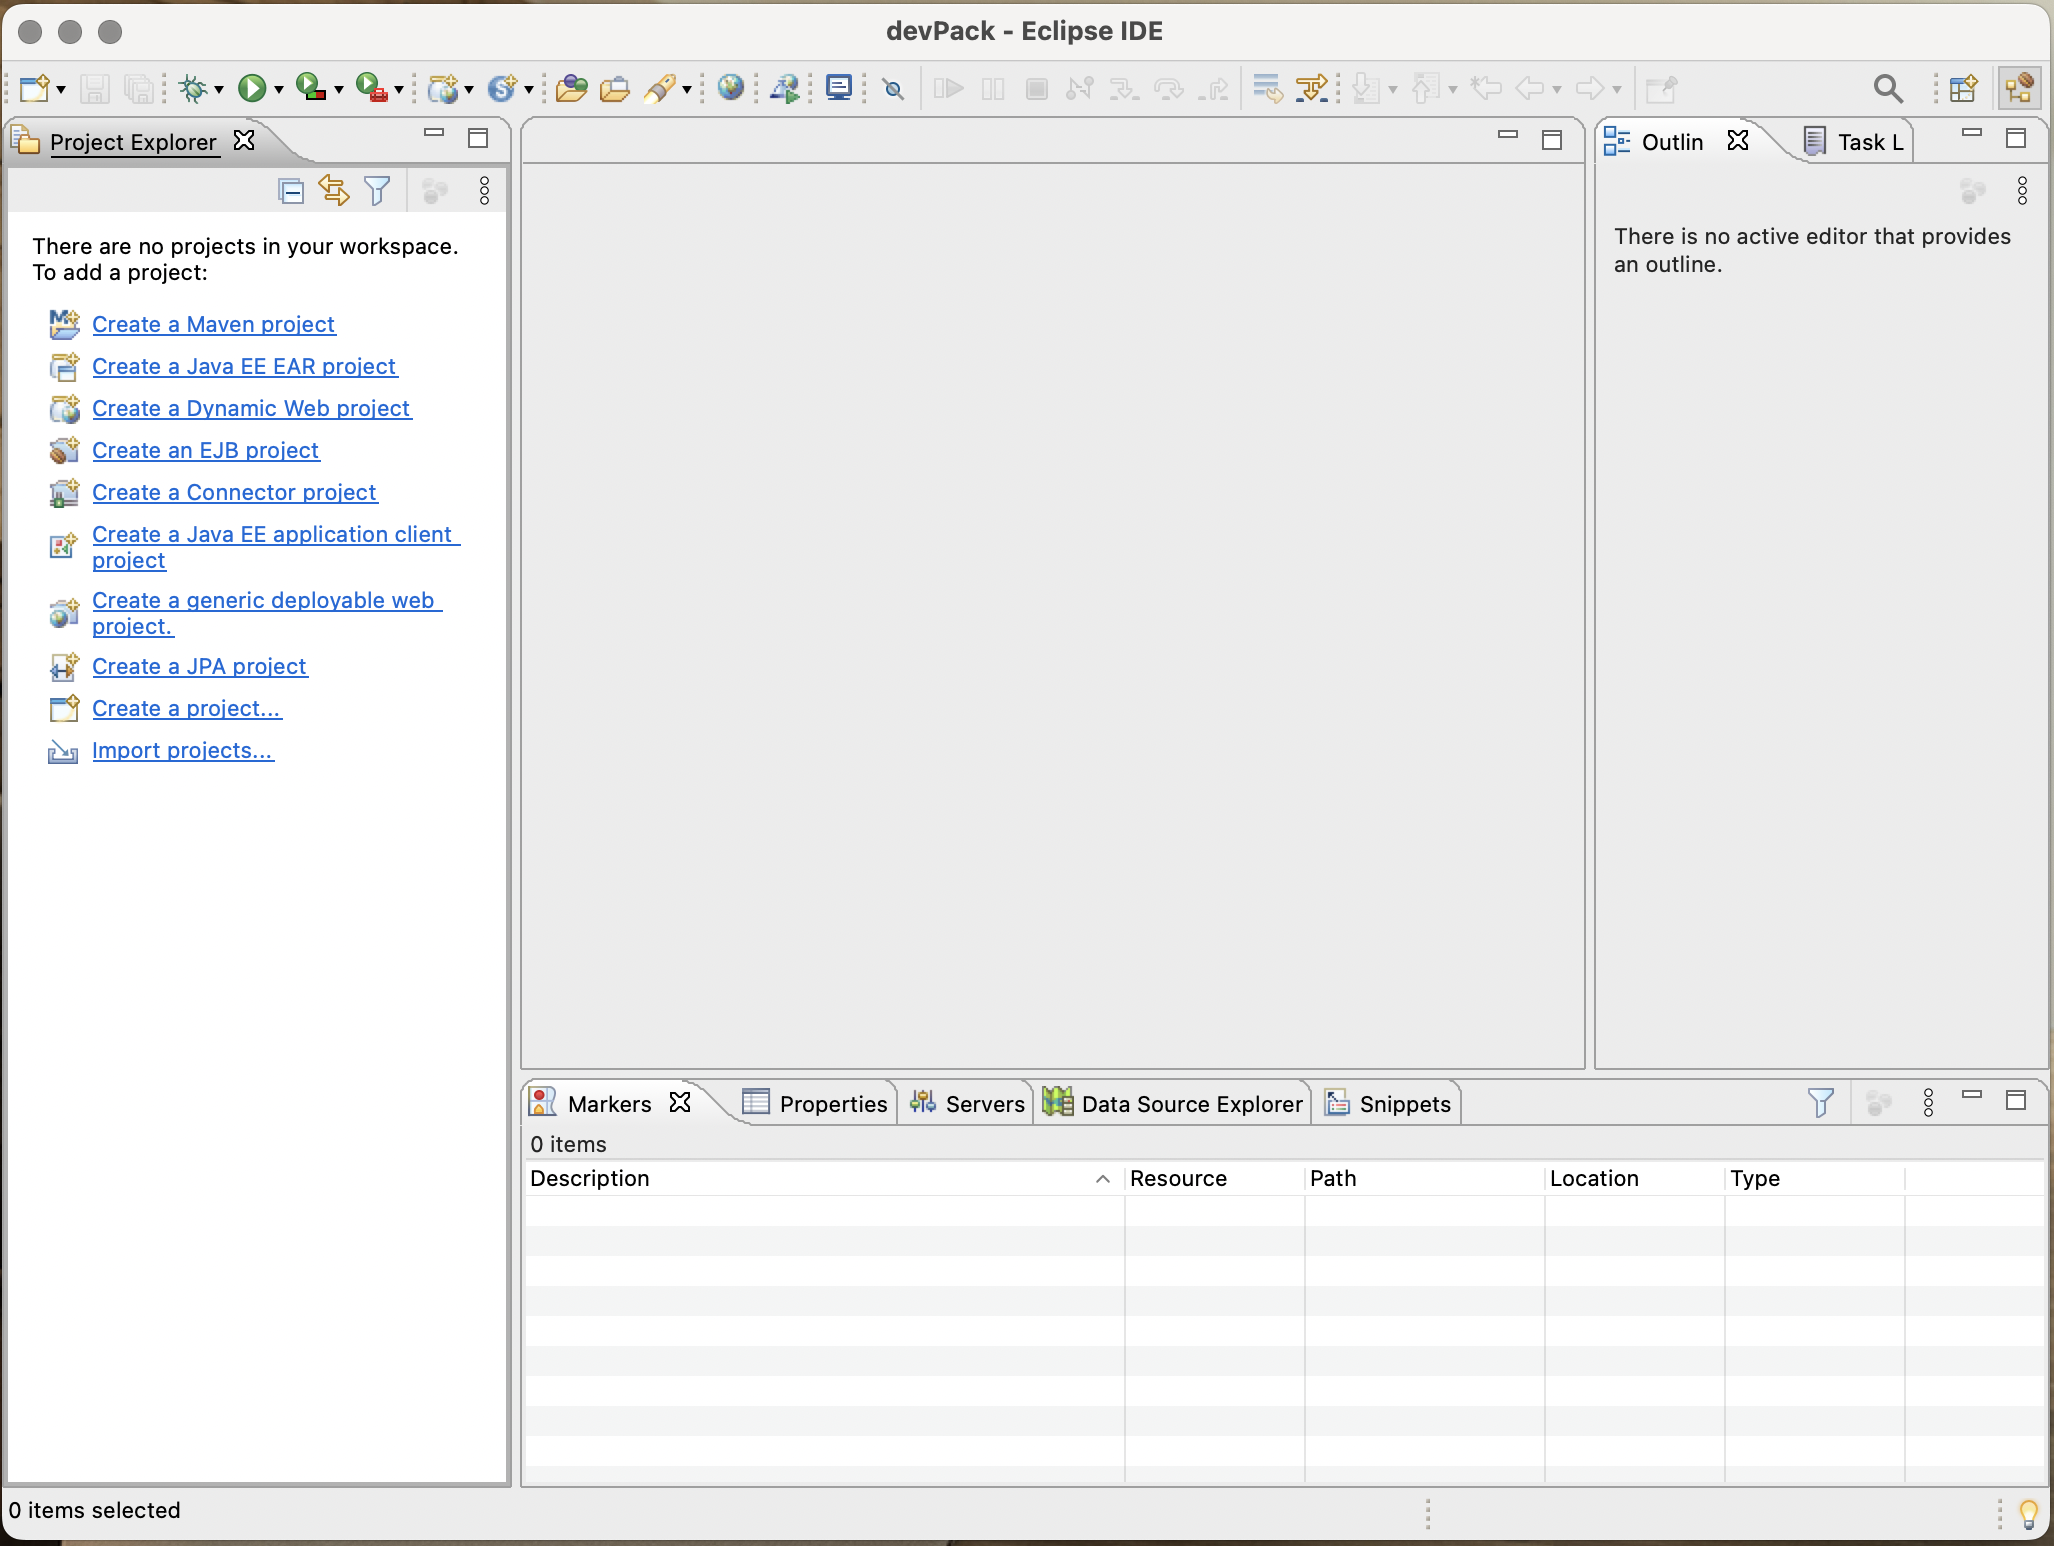 devPack - Eclipse IDE
Project Explorer
There are no projects in your workspace.
To add a project:
Create a Maven project
Create a Java EE EAR project
Create a Dynamic Web project
Create an EJB project
Create a Connector project
Create a Java EE application client
project
Create a generic deployable web
project.
Create a JPA project
Create a project...
Import projects...
Outlin
Task L
There is no active editor that provides
an outline.
Markers
Properties
Servers
Data Source Explorer
Snippets
0 items
Description
Resource
Path
Location
Type
0 items selected